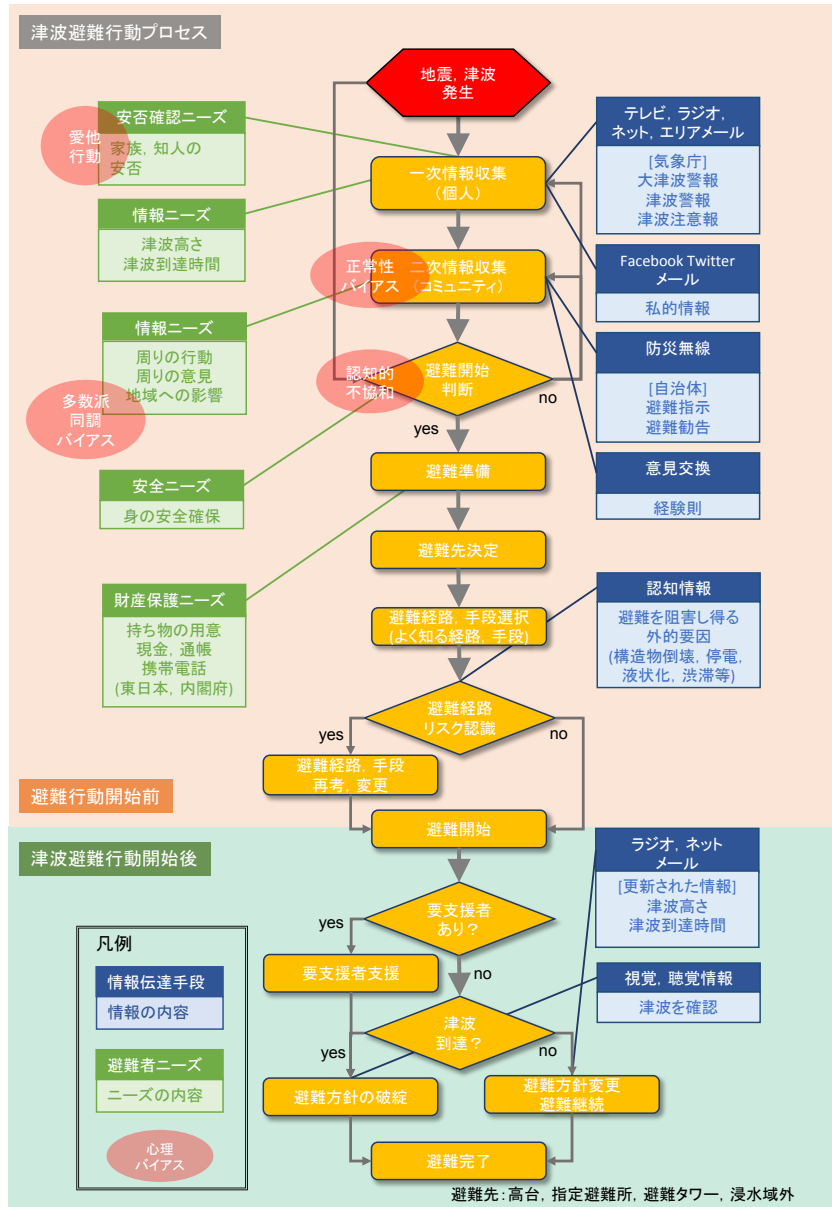 津波避難行動プロセス
地震, 津波
発生
安否確認ニーズ
家族, 知人の
安否
愛他
行動
テレビ, ラジオ,
ネット, エリアメール
[気象庁]
大津波警報
津波警報
津波注意報
一次情報収集
(個人)
情報ニーズ
津波高さ
津波到達時間
正常性
バイアス
二次情報収集
(コミュニティ)
Facebook Twitter
メール
私的情報
情報ニーズ
周りの行動
周りの意見
地域への影響
多数派
同調
バイアス
認知的
不協和
避難開始
判断
no
yes
防災無線
[自治体]
避難指示
避難勧告
避難準備
意見交換
経験則
安全ニーズ
身の安全確保
避難先決定
財産保護ニーズ
持ち物の用意
現金, 通帳
携帯電話
(東日本, 内閣府)
避難経路, 手段選択
(よく知る経路, 手段)
認知情報
避難を阻害し得る
外的要因
(構造物倒壊, 停電,
液状化, 渋滞等)
避難経路
リスク認識
yes
no
避難経路, 手段
再考, 変更
避難行動開始前
避難開始
津波避難行動開始後
ラジオ, ネット
メール
[更新された情報]
津波高さ
津波到達時間
要支援者
あり?
yes
no
要支援者支援
視覚, 聴覚情報
津波を確認
津波
到達?
yes
no
避難方針の破綻
避難方針変更
避難継続
避難完了
凡例
情報伝達手段
情報の内容
避難者ニーズ
ニーズの内容
心理
バイアス
避難先:高台, 指定避難所, 避難タワー, 浸水域外